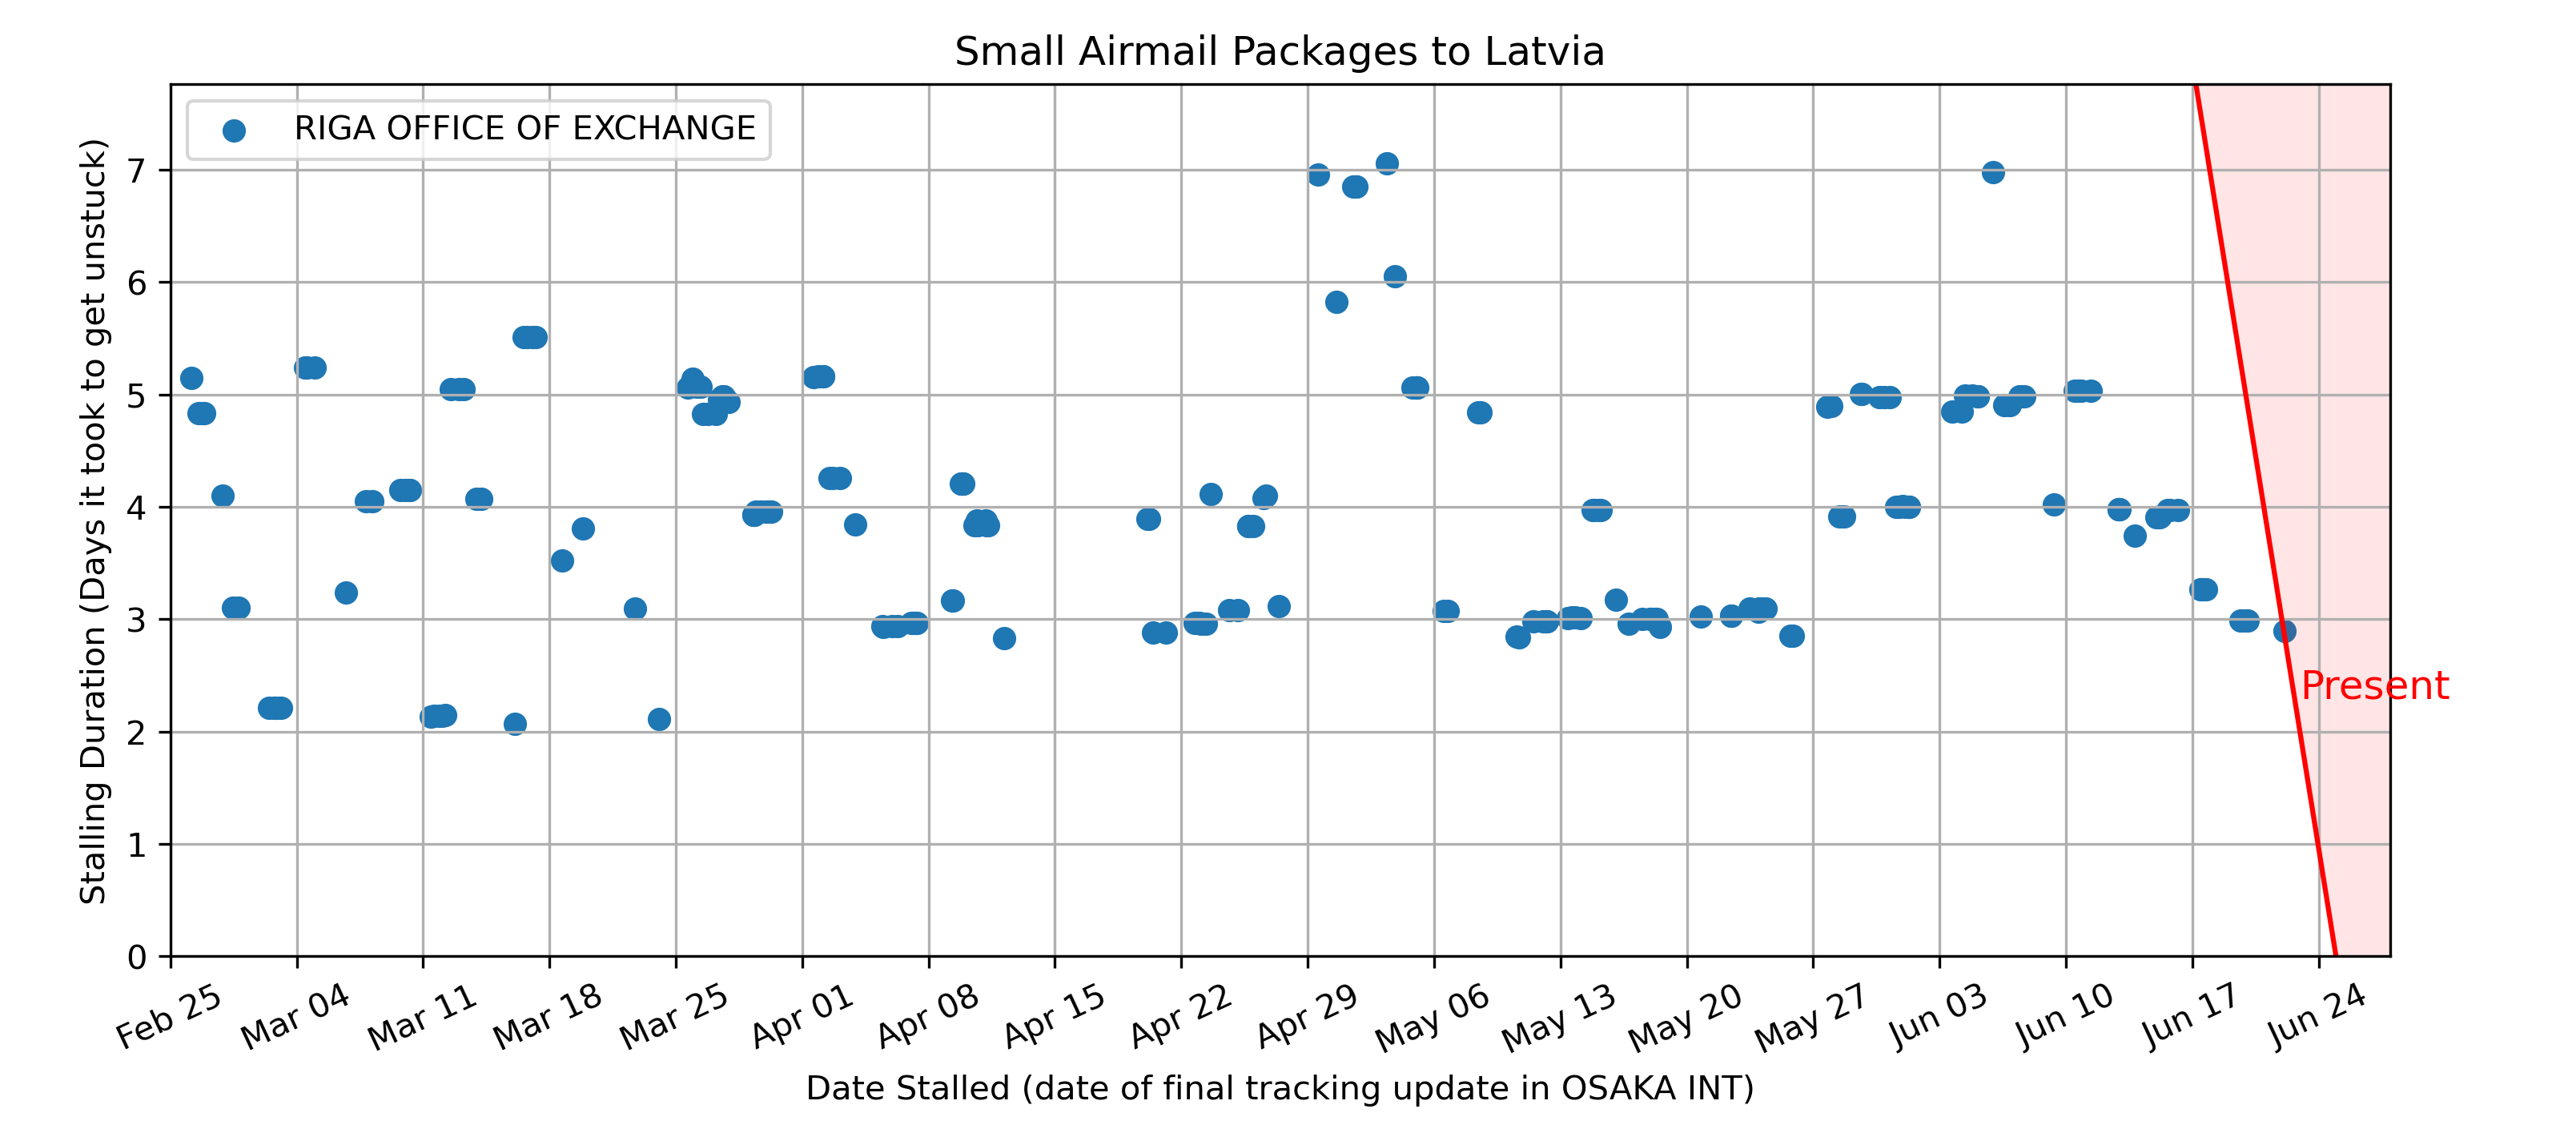 Small Airmail Packages to Latvia
RIGA OFFICE OF EXCHANGE
Stalling Duration (Days it took to get unstuck)
7
6
5
4
3
2
1
0
Present
Feb 25
Mar 04
Mar 11
Mar 18
Mar 25
Apr 01
Apr 08
Apr 15
Apr 22
Apr 29
May 06
May 13
May 20
May 27
Jun 03
Jun 10
Jun 17
Jun 24
Date Stalled (date of final tracking update in OSAKA INT)